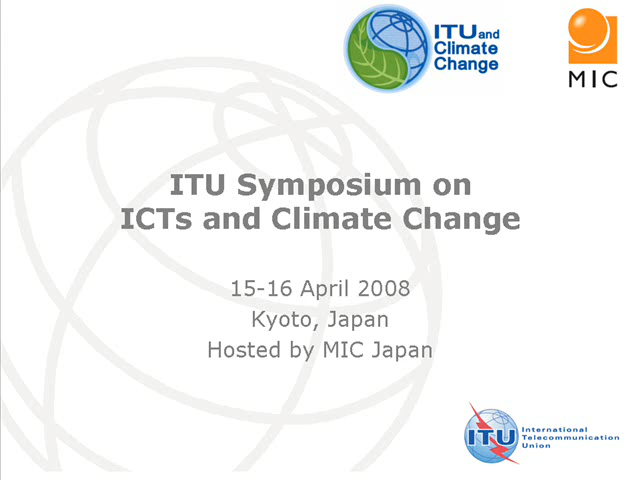 ITU and
Climate
Change
MIC
ITU Symposium on
ICTs and Climate Change
15-16 April 2008
Kyoto, Japan
Hosted by MIC Japan
ITU
International
Telecommunication
Union